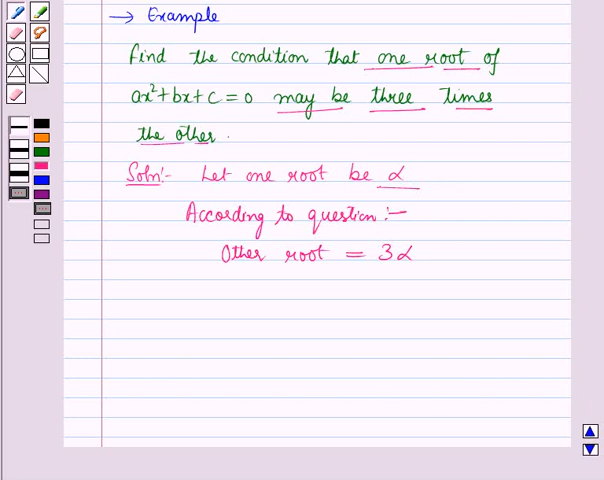 → Example
Find the condition that one root of
ax²+bx+c=0 may be three times
the other.
Soln:- Let one root be α
According to question:-
Other root = 3α